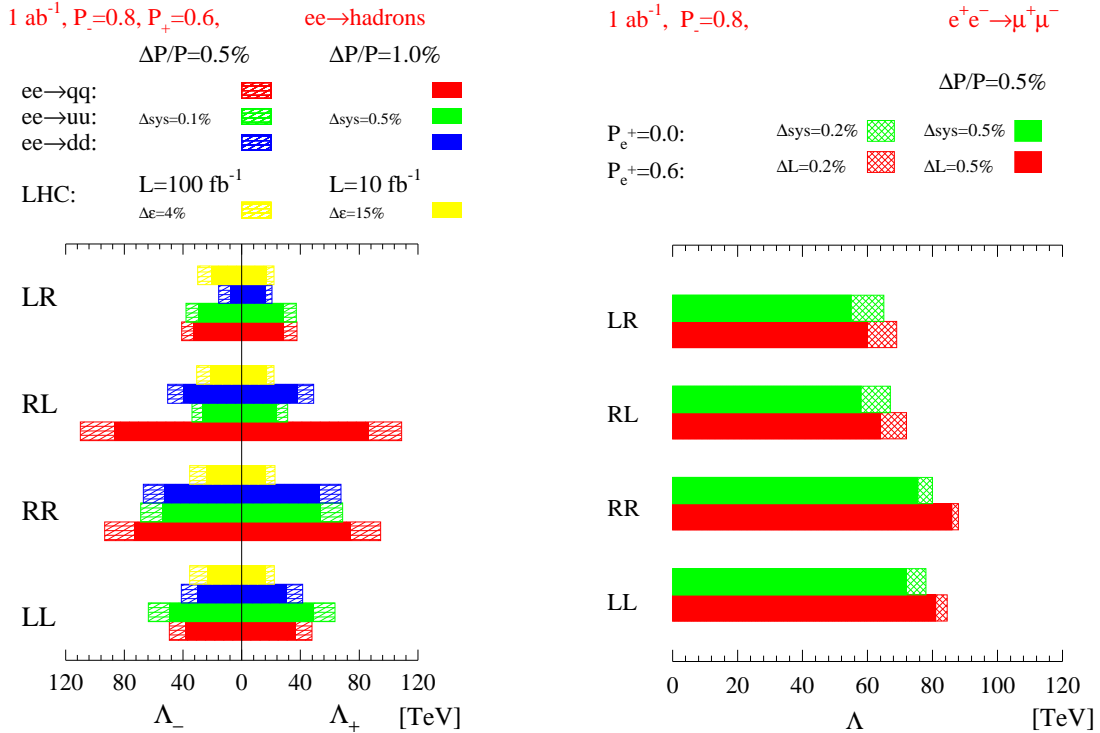 1 ab⁻¹, P₋=0.8, P₊=0.6, ee→hadrons
ΔP/P=0.5% ΔP/P=1.0%
ee→qq:
ee→uu: Δsys=0.1% Δsys=0.5%
ee→dd:
LHC: L=100 fb⁻¹ L=10 fb⁻¹
Δε=4% Δε=15%
LR
RL
RR
LL
120 80 40 0 40 80 120
Λ₋ Λ₊ [TeV]
1 ab⁻¹, P₋=0.8, e⁺e⁻→μ⁺μ⁻
ΔP/P=0.5%
P_e⁺=0.0: Δsys=0.2% Δsys=0.5%
P_e⁺=0.6: ΔL=0.2% ΔL=0.5%
LR
RL
RR
LL
0 20 40 60 80 100 120
Λ [TeV]